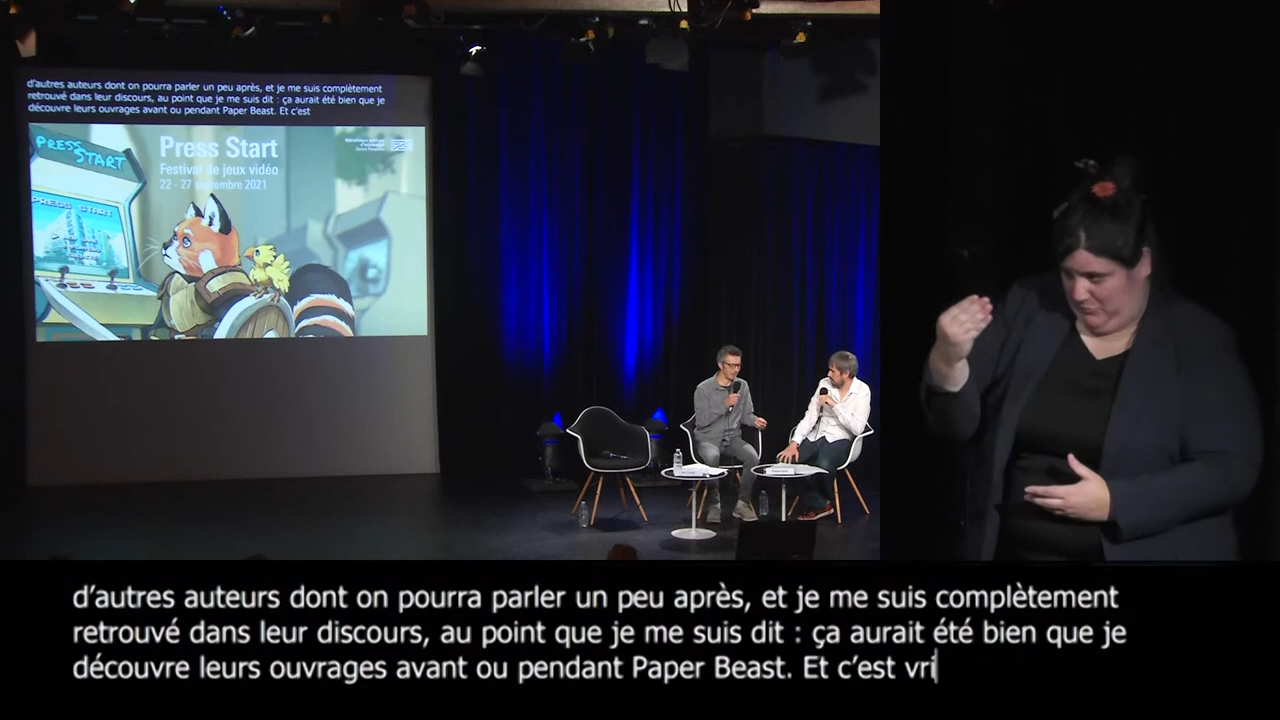 d'autres auteurs dont on pourra parler un peu après, et je me suis complètement
retrouvé dans leur discours, au point que je me suis dit : ça aurait été bien que je
découvre leurs ouvrages avant ou pendant Paper Beast. Et c'est
PRESS
START
Press Start
Festival de jeux vidéo
22 - 27 septembre 2021
PRESS START
d'autres auteurs dont on pourra parler un peu après, et je me suis complètement
retrouvé dans leur discours, au point que je me suis dit : ça aurait été bien que je
découvre leurs ouvrages avant ou pendant Paper Beast. Et c'est vri